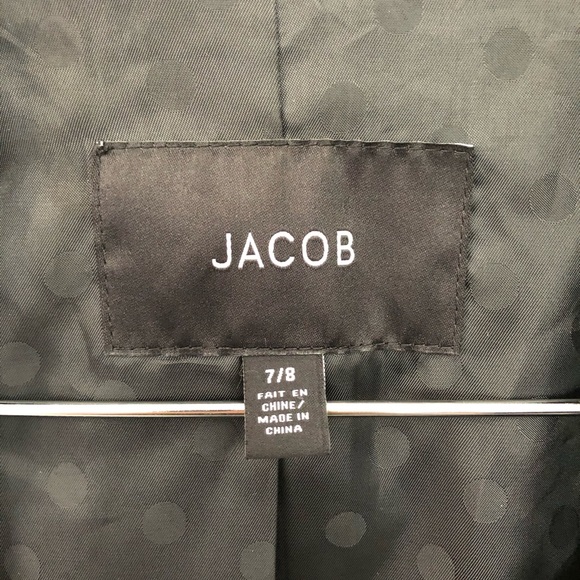 JACOB
7/8
FAIT EN
CHINE/
MADE IN
CHINA